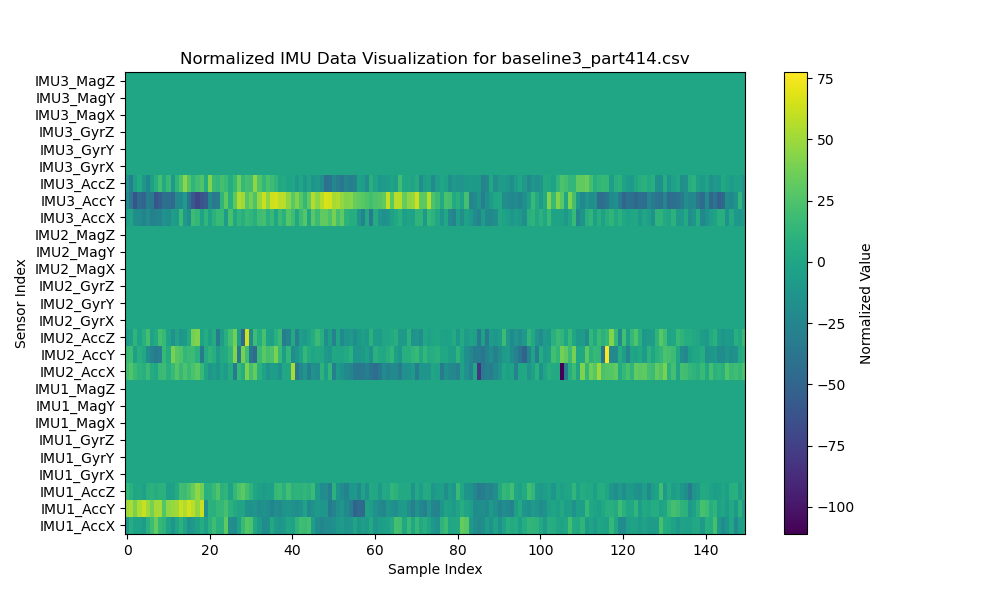 Normalized IMU Data Visualization for baseline3_part414.csv
IMU3_MagZ
IMU3_MagY
IMU3_MagX
IMU3_GyrZ
IMU3_GyrY
IMU3_GyrX
IMU3_AccZ
IMU3_AccY
IMU3_AccX
IMU2_MagZ
IMU2_MagY
IMU2_MagX
IMU2_GyrZ
IMU2_GyrY
IMU2_GyrX
IMU2_AccZ
IMU2_AccY
IMU2_AccX
IMU1_MagZ
IMU1_MagY
IMU1_MagX
IMU1_GyrZ
IMU1_GyrY
IMU1_GyrX
IMU1_AccZ
IMU1_AccY
IMU1_AccX
Sensor Index
0 20 40 60 80 100 120 140
Sample Index
75
50
25
0
−25
−50
−75
−100
Normalized Value